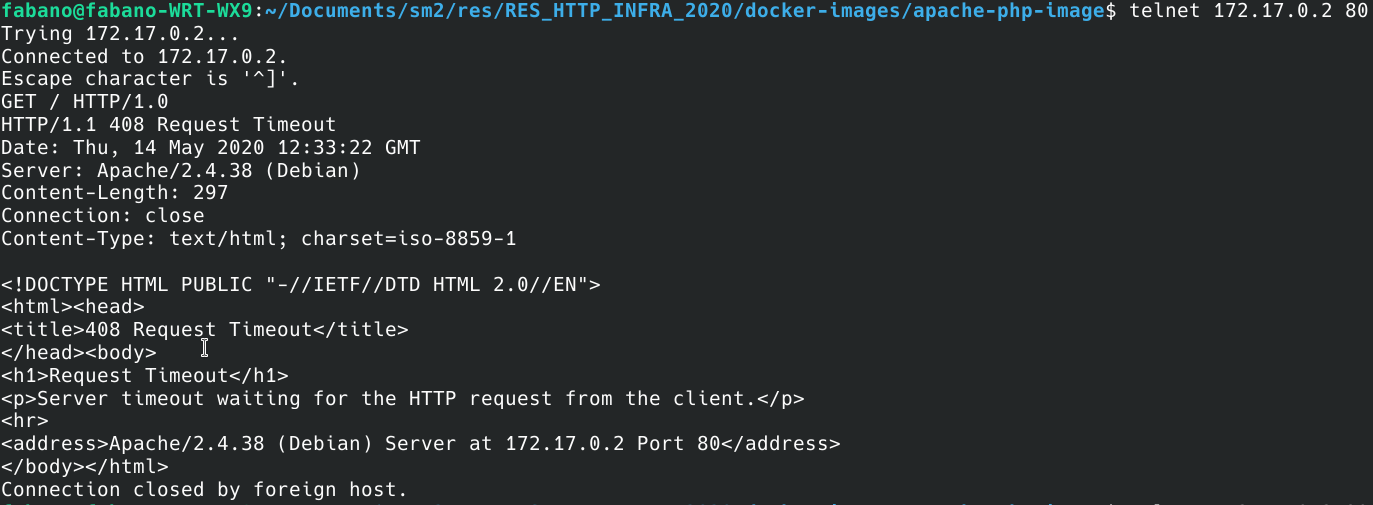 fabano@fabano-WRT-WX9:~/Documents/sm2/res/RES_HTTP_INFRA_2020/docker-images/apache-php-image$ telnet 172.17.0.2 80
Trying 172.17.0.2...
Connected to 172.17.0.2.
Escape character is '^]'.
GET / HTTP/1.0
HTTP/1.1 408 Request Timeout
Date: Thu, 14 May 2020 12:33:22 GMT
Server: Apache/2.4.38 (Debian)
Content-Length: 297
Connection: close
Content-Type: text/html; charset=iso-8859-1

<!DOCTYPE HTML PUBLIC "-//IETF//DTD HTML 2.0//EN">
<html><head>
<title>408 Request Timeout</title>
</head><body>
<h1>Request Timeout</h1>
<p>Server timeout waiting for the HTTP request from the client.</p>
<hr>
<address>Apache/2.4.38 (Debian) Server at 172.17.0.2 Port 80</address>
</body></html>
Connection closed by foreign host.